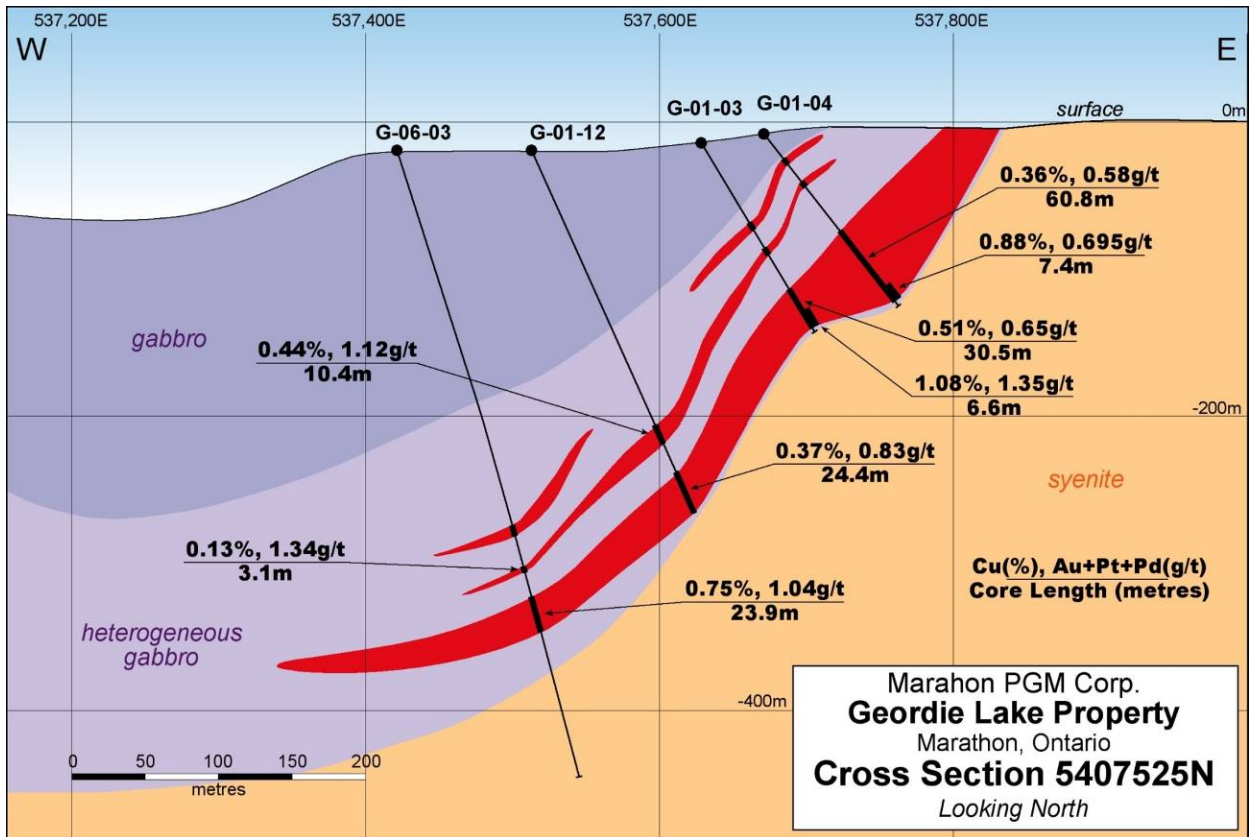 537,200E
537,400E
537,600E
537,800E
W
E
surface
0m
G-06-03
G-01-12
G-01-03
G-01-04
0.36%, 0.58g/t
60.8m
0.88%, 0.695g/t
7.4m
gabbro
0.44%, 1.12g/t
10.4m
0.51%, 0.65g/t
30.5m
1.08%, 1.35g/t
6.6m
-200m
0.37%, 0.83g/t
24.4m
syenite
0.13%, 1.34g/t
3.1m
Cu(%), Au+Pt+Pd(g/t)
Core Length (metres)
0.75%, 1.04g/t
23.9m
heterogeneous
gabbro
-400m
0 50 100 150 200
metres
Marahon PGM Corp.
Geordie Lake Property
Marathon, Ontario
Cross Section 5407525N
Looking North